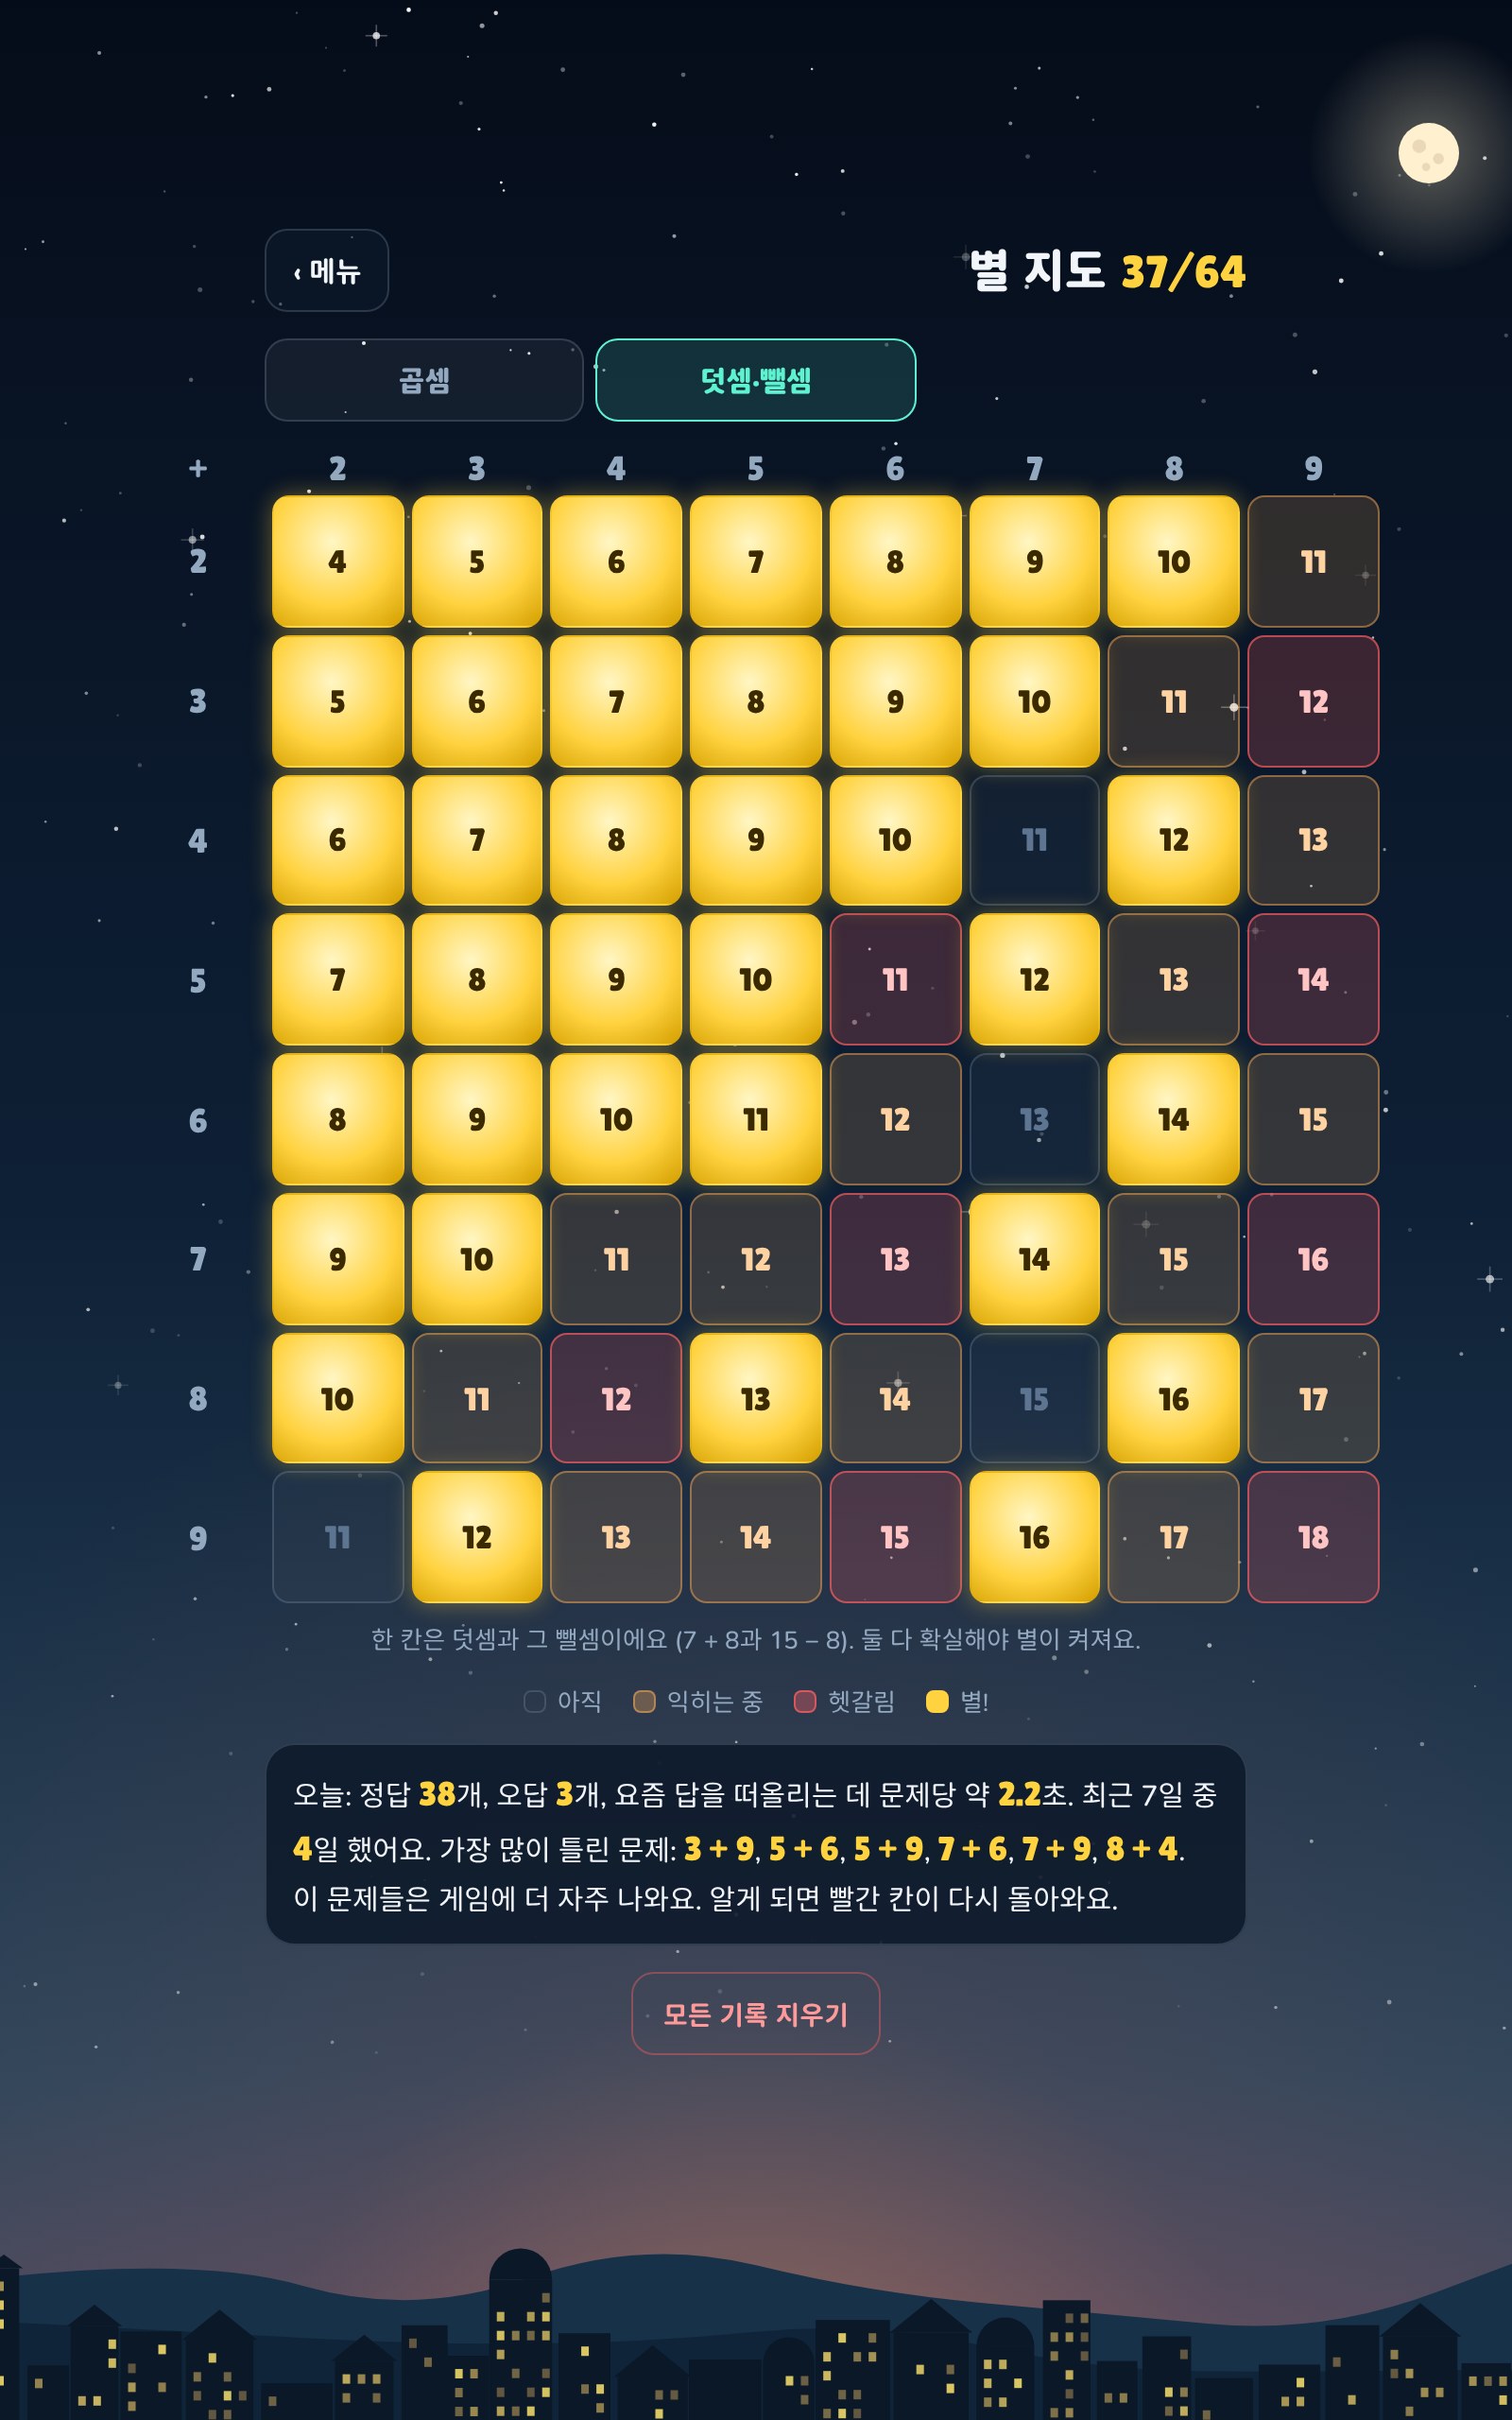 ‹ 메뉴
별 지도 37/64
곱셈 덧셈·뺄셈
+ 2 3 4 5 6 7 8 9
2 4 5 6 7 8 9 10 11
3 5 6 7 8 9 10 11 12
4 6 7 8 9 10 11 12 13
5 7 8 9 10 11 12 13 14
6 8 9 10 11 12 13 14 15
7 9 10 11 12 13 14 15 16
8 10 11 12 13 14 15 16 17
9 11 12 13 14 15 16 17 18
한 칸은 덧셈과 그 뺄셈이에요 (7 + 8과 15 − 8). 둘 다 확실해야 별이 켜져요.
아직 익히는 중 헷갈림 별!
오늘: 정답 38개, 오답 3개, 요즘 답을 떠올리는 데 문제당 약 2.2초. 최근 7일 중
4일 했어요. 가장 많이 틀린 문제: 3 + 9, 5 + 6, 5 + 9, 7 + 6, 7 + 9, 8 + 4.
이 문제들은 게임에 더 자주 나와요. 알게 되면 빨간 칸이 다시 돌아와요.
모든 기록 지우기